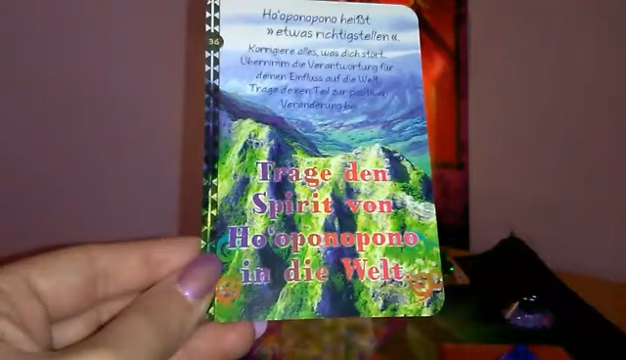 Ho'oponopono heißt
»etwas richtigstellen«.
36
Korrigiere alles, was dich stört.
Übernimm die Verantwortung für
deinen Einfluss auf die Welt.
Trage deinen Teil zur positiven
Veränderung bei.
Trage den
Spirit von
Ho'oponopono
in die Welt.